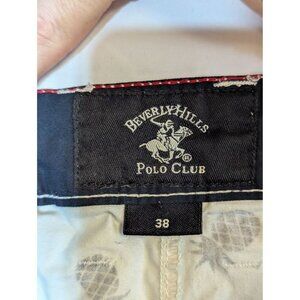 BEVERLY HILLS
®
POLO CLUB
38